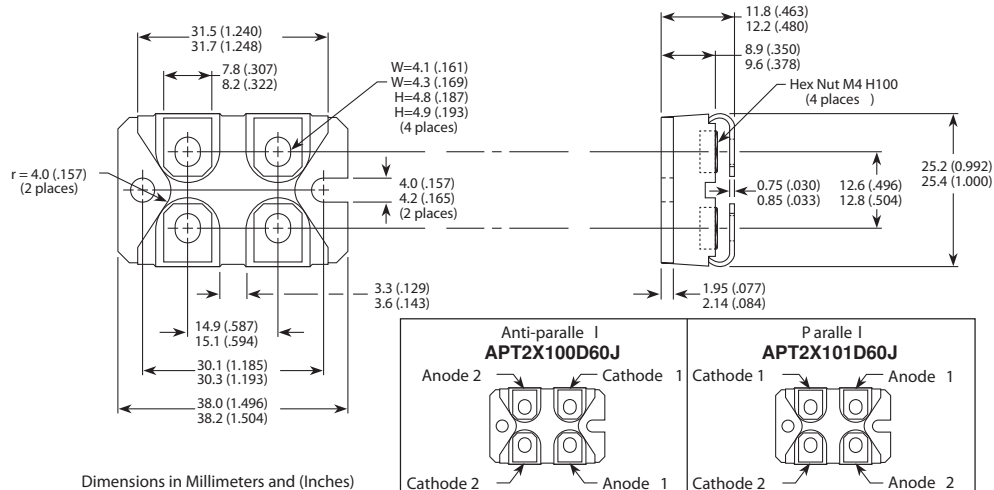 31.5 (1.240)
31.7 (1.248)
7.8 (.307)
8.2 (.322)
W=4.1 (.161)
W=4.3 (.169)
H=4.8 (.187)
H=4.9 (.193)
(4 places)
r = 4.0 (.157)
(2 places)
4.0 (.157)
4.2 (.165)
(2 places)
3.3 (.129)
3.6 (.143)
14.9 (.587)
15.1 (.594)
30.1 (1.185)
30.3 (1.193)
38.0 (1.496)
38.2 (1.504)
11.8 (.463)
12.2 (.480)
8.9 (.350)
9.6 (.378)
Hex Nut M4 H100
(4 places )
0.75 (.030)
0.85 (.033)
12.6 (.496)
12.8 (.504)
25.2 (0.992)
25.4 (1.000)
1.95 (.077)
2.14 (.084)
Anti-paralle l
APT2X100D60J
Anode 2
Cathode 1
Cathode 2
Anode 1
P aralle l
APT2X101D60J
Cathode 1
Anode 1
Cathode 2
Anode 2
Dimensions in Millimeters and (Inches)